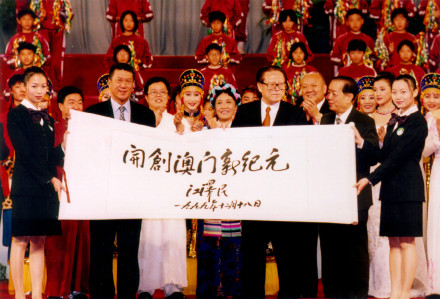 開創澳门新紀元
江澤民
一九九九年十二月十八日